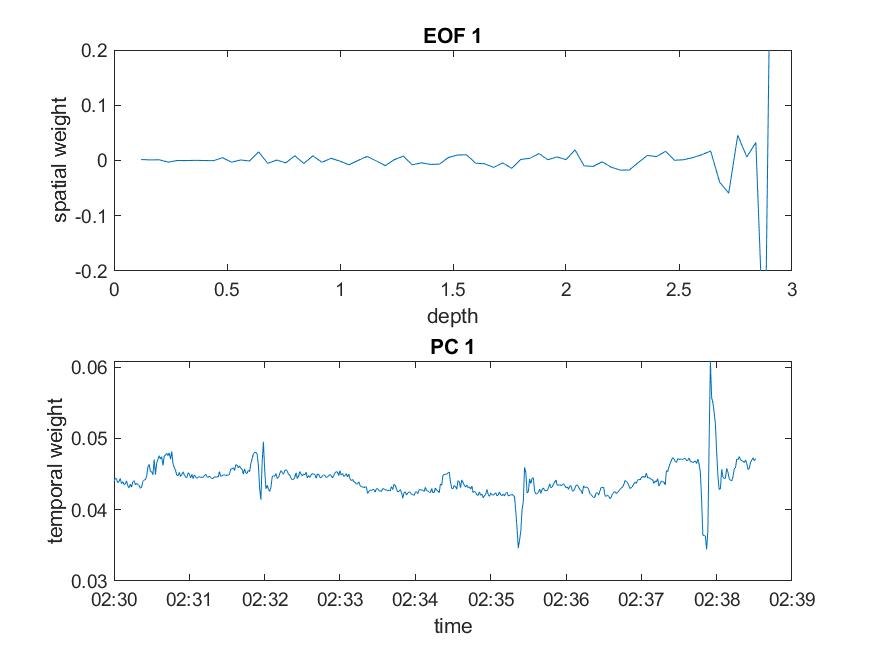 EOF 1
0.2
0.1
0
-0.1
-0.2
spatial weight
0 0.5 1 1.5 2 2.5 3
depth
PC 1
0.06
0.05
0.04
0.03
temporal weight
02:30 02:31 02:32 02:33 02:34 02:35 02:36 02:37 02:38 02:39
time